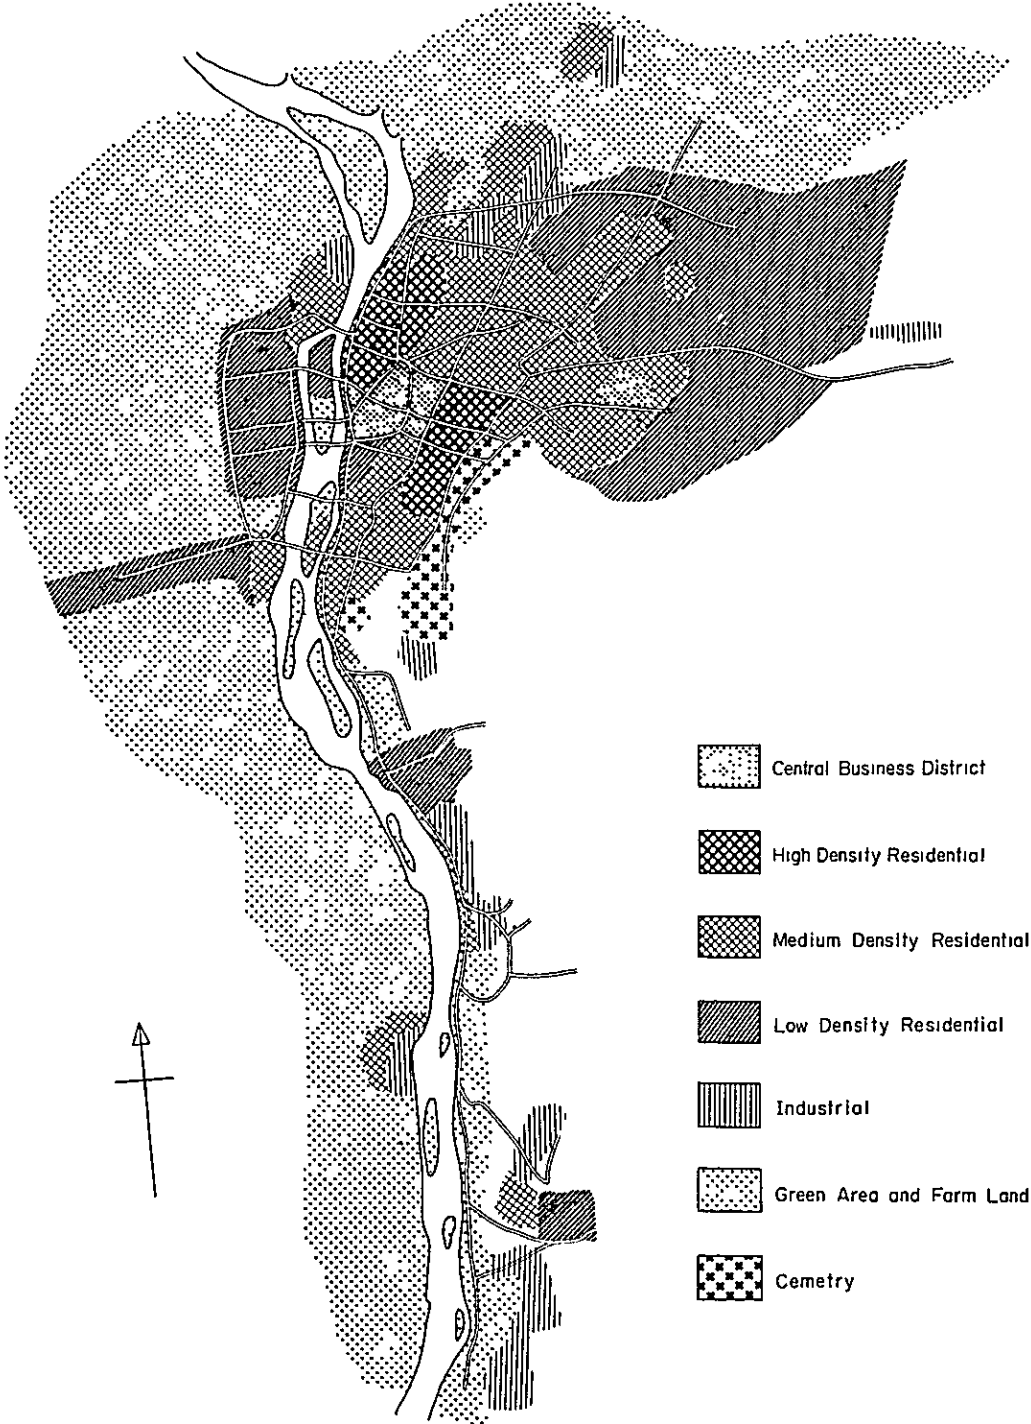 Central Business District
High Density Residential
Medium Density Residential
Low Density Residential
Industrial
Green Area and Farm Land
Cemetry